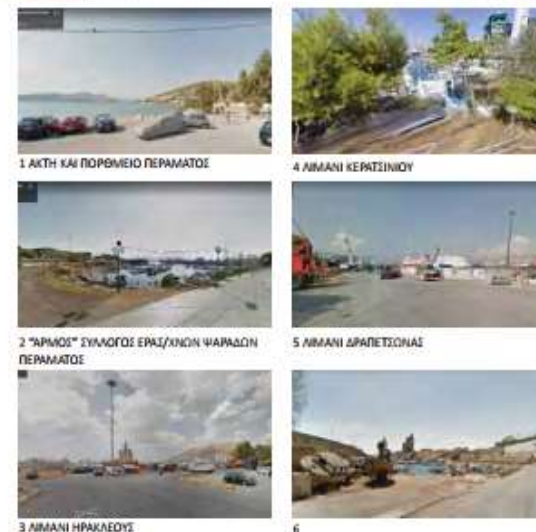 1 ΑΚΤΗ ΚΑΙ ΠΟΡΘΜΕΙΟ ΠΕΡΑΜΑΤΟΣ
4 ΛΙΜΑΝΙ ΚΕΡΑΤΣΙΝΙΟΥ
2 "ΑΡΜΟΣ" ΣΥΛΛΟΓΟΣ ΕΡΑΣ/ΧΝΩΝ ΨΑΡΑΔΩΝ
ΠΕΡΑΜΑΤΟΣ
5 ΛΙΜΑΝΙ ΔΡΑΠΕΤΣΩΝΑΣ
3 ΛΙΜΑΝΙ ΗΡΑΚΛΕΟΥΣ
6